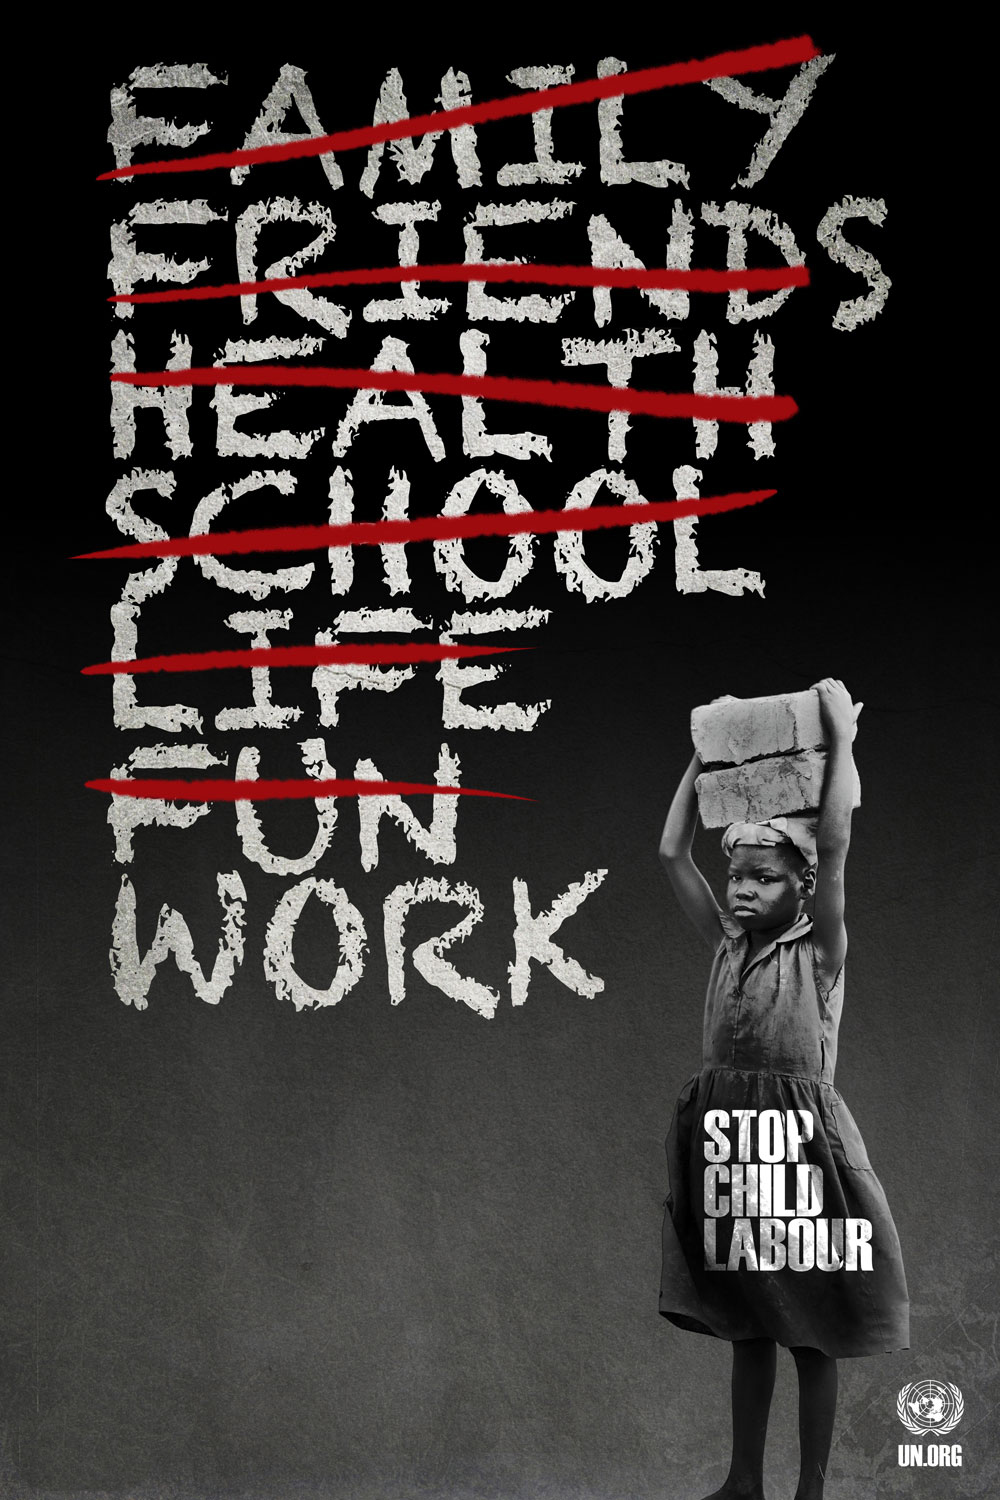 FAMILY
FRIENDS
HEALTH
SCHOOL
LIFE
FUN
WORK
STOP
CHILD
LABOUR
UN.ORG